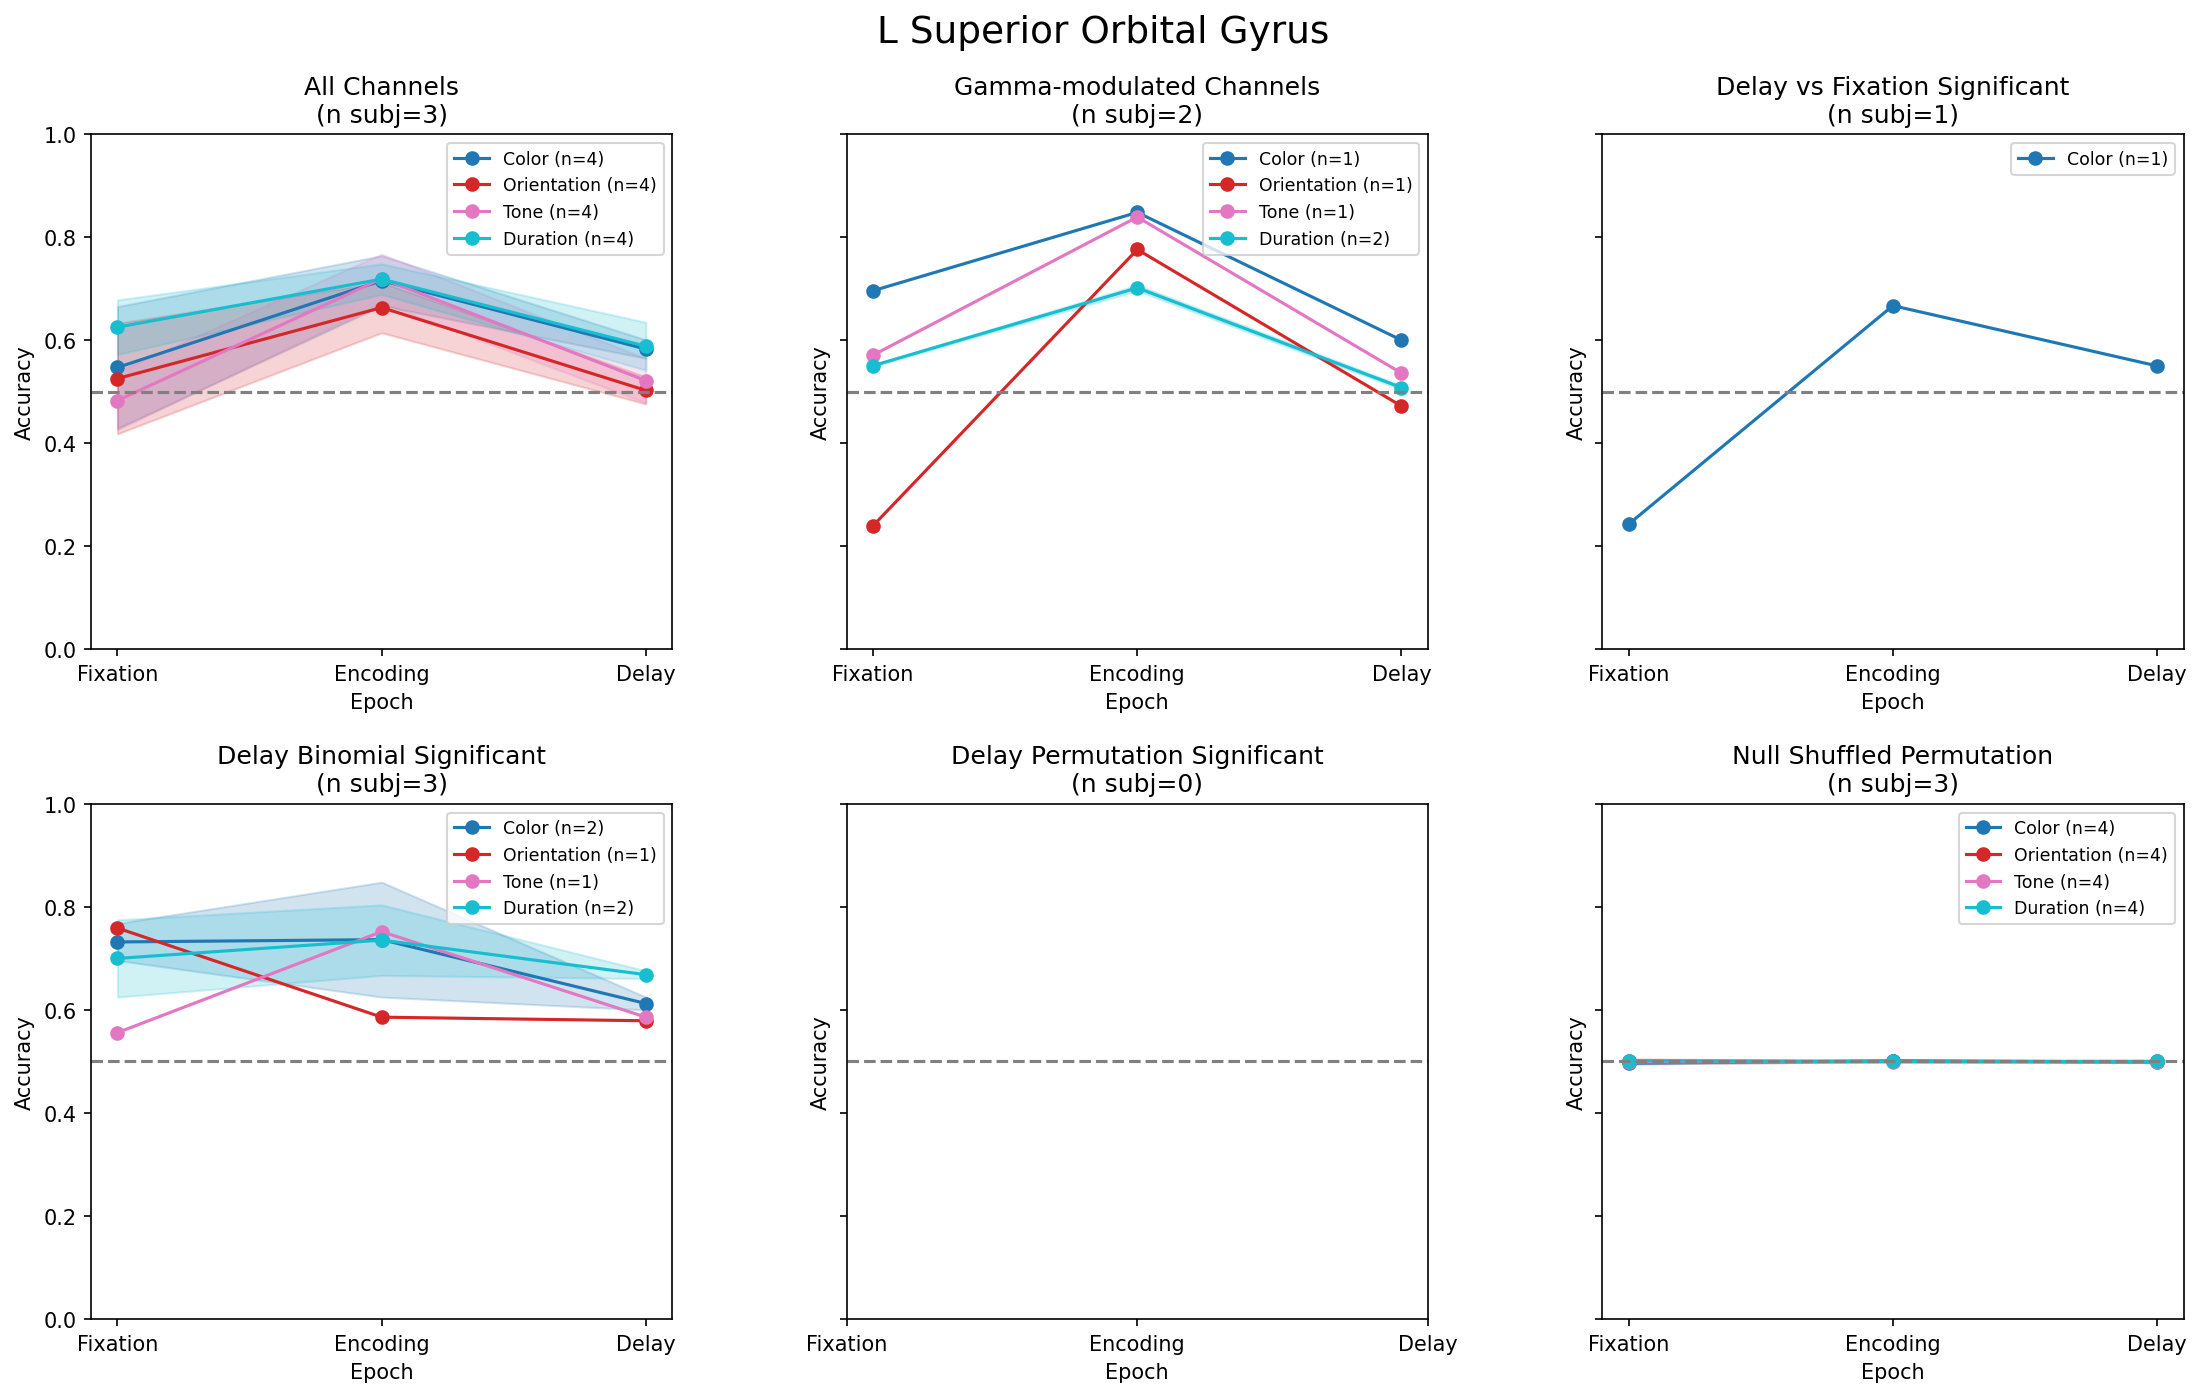 L Superior Orbital Gyrus
All Channels
(n subj=3)
Accuracy
1.0
0.8
0.6
0.4
0.2
0.0
Color (n=4)
Orientation (n=4)
Tone (n=4)
Duration (n=4)
Fixation Encoding Delay
Epoch
Gamma-modulated Channels
(n subj=2)
Accuracy
Color (n=1)
Orientation (n=1)
Tone (n=1)
Duration (n=2)
Fixation Encoding Delay
Epoch
Delay vs Fixation Significant
(n subj=1)
Accuracy
Color (n=1)
Fixation Encoding Delay
Epoch
Delay Binomial Significant
(n subj=3)
Accuracy
1.0
0.8
0.6
0.4
0.2
0.0
Color (n=2)
Orientation (n=1)
Tone (n=1)
Duration (n=2)
Fixation Encoding Delay
Epoch
Delay Permutation Significant
(n subj=0)
Accuracy
Fixation Encoding Delay
Epoch
Null Shuffled Permutation
(n subj=3)
Accuracy
Color (n=4)
Orientation (n=4)
Tone (n=4)
Duration (n=4)
Fixation Encoding Delay
Epoch